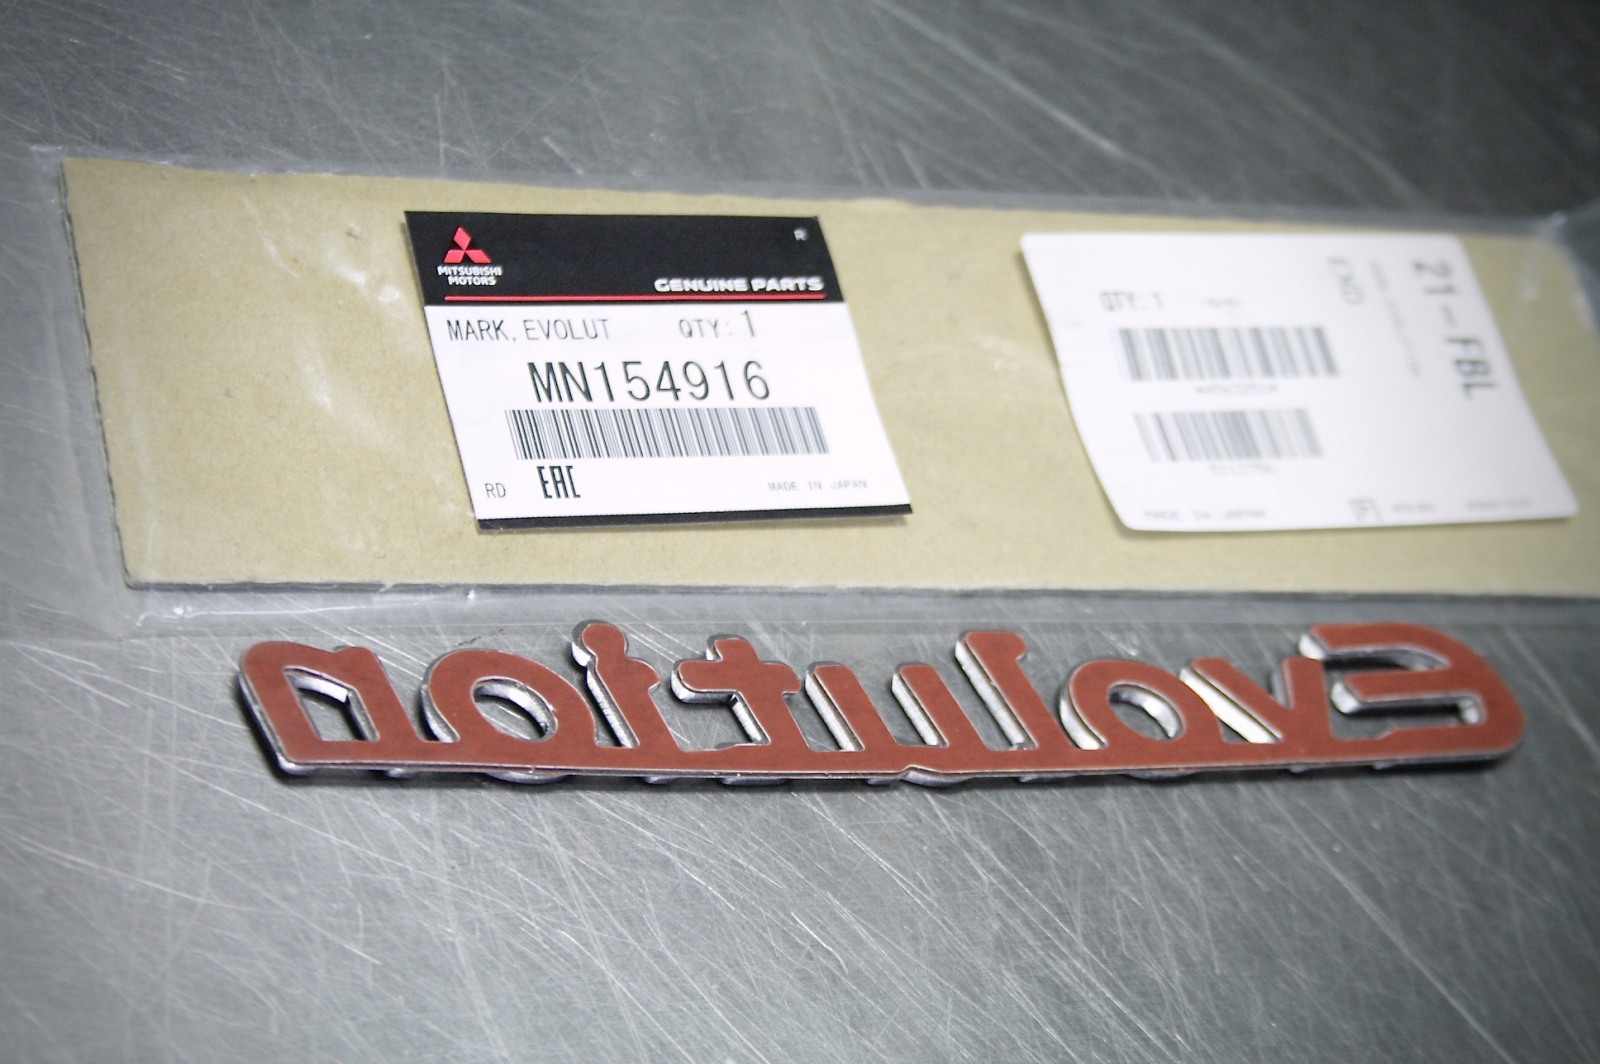 MITSUBISHI
MOTORS
R
GENUINE PARTS
MARK, EVOLUT QTY: 1
MN154916
RD EAC MADE IN JAPAN
21-FBL
QTY: 1
MADE IN JAPAN
Evolution